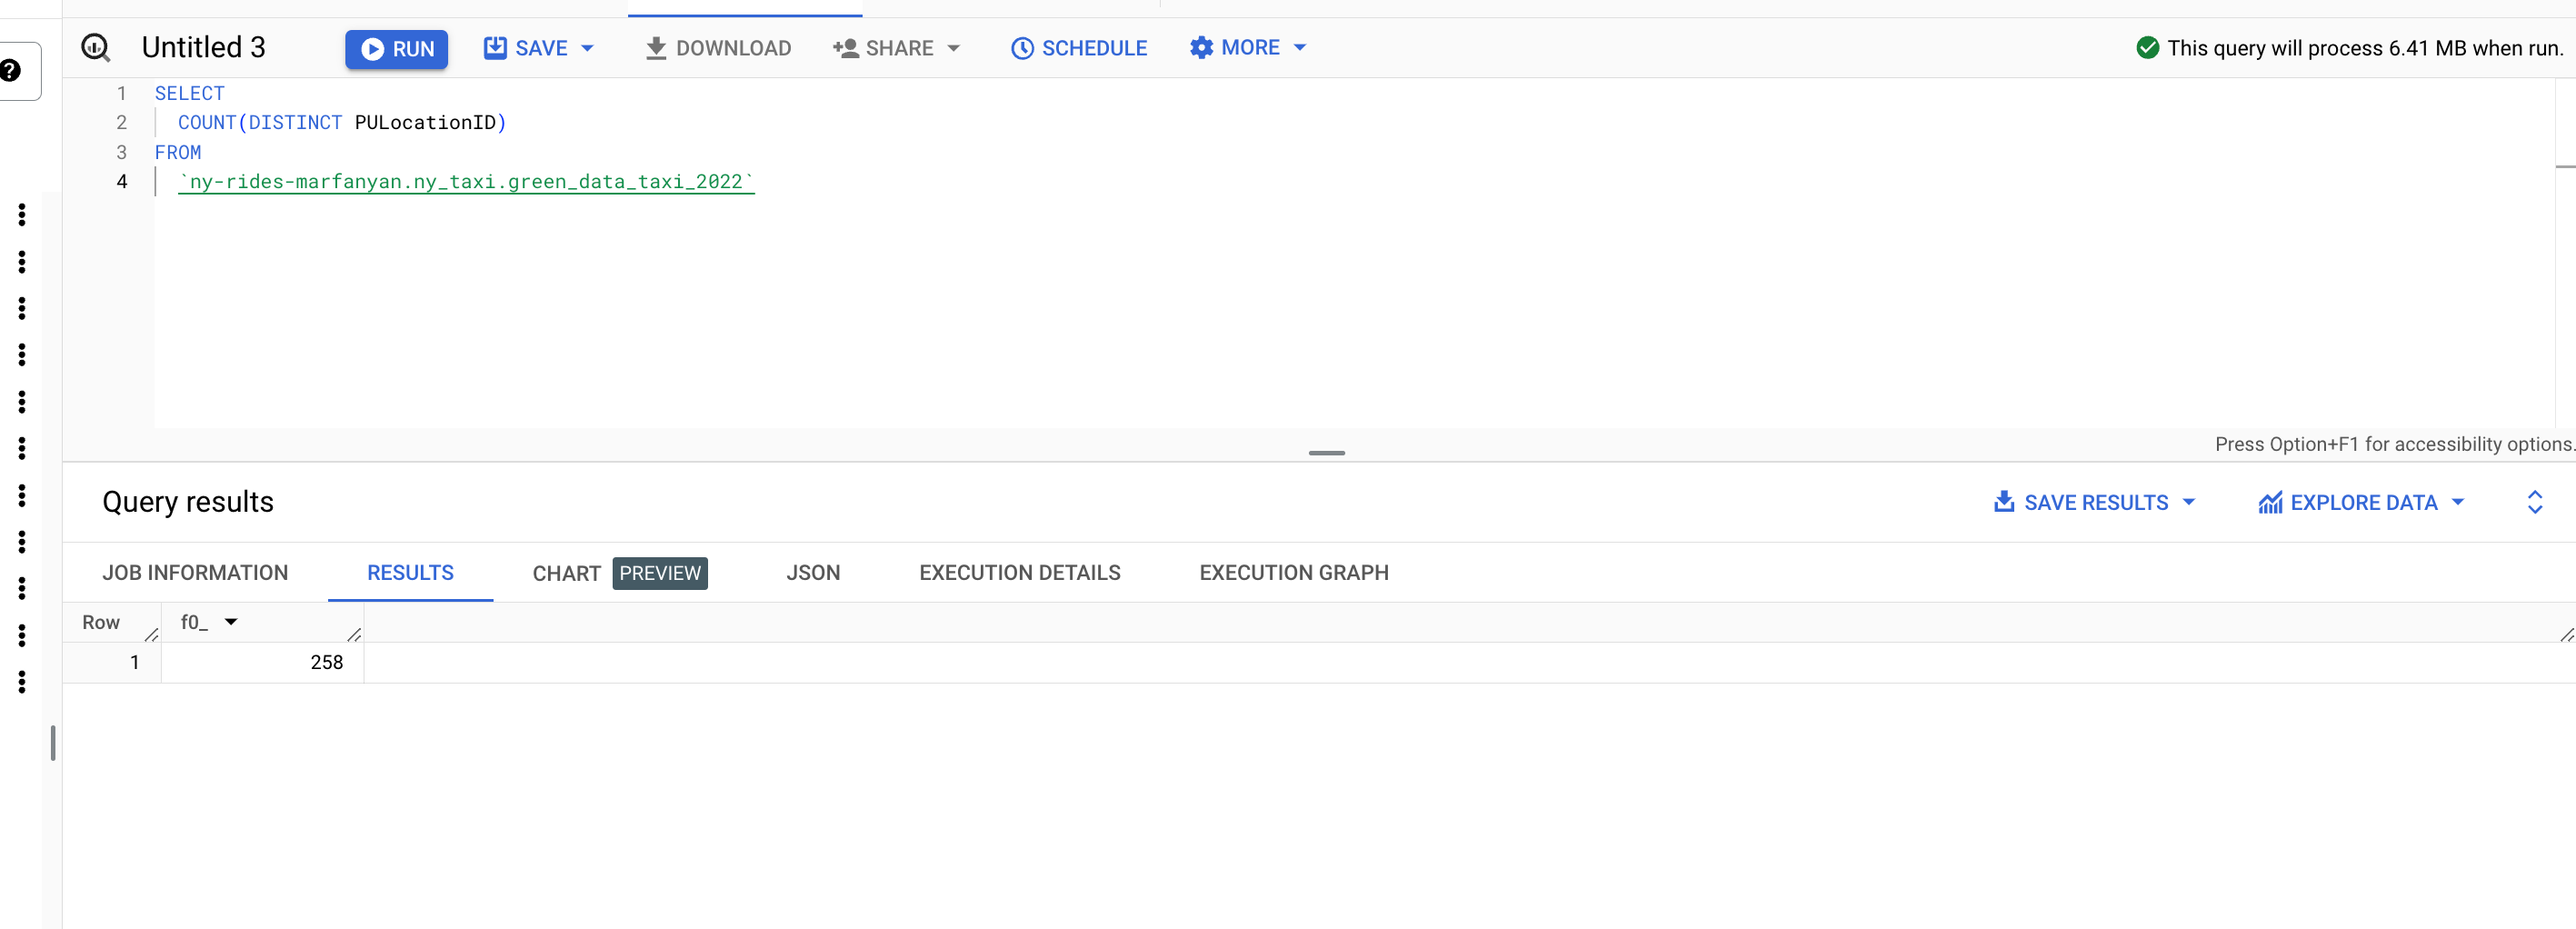 Untitled 3 RUN SAVE DOWNLOAD SHARE SCHEDULE MORE This query will process 6.41 MB when run.
?
1 SELECT
2 COUNT(DISTINCT PULocationID)
3 FROM
4 `ny-rides-marfanyan.ny_taxi.green_data_taxi_2022`
Press Option+F1 for accessibility options.
Query results SAVE RESULTS EXPLORE DATA
JOB INFORMATION RESULTS CHART PREVIEW JSON EXECUTION DETAILS EXECUTION GRAPH
Row f0_
1 258